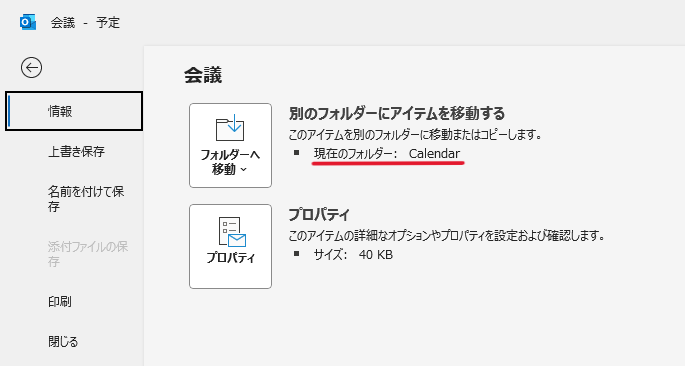 会議 - 予定
会議
情報
上書き保存
名前を付けて保
存
添付ファイルの保
存
印刷
閉じる
フォルダーへ
移動
別のフォルダーにアイテムを移動する
このアイテムを別のフォルダーに移動またはコピーします。
▪ 現在のフォルダー: Calendar
プロパティ
プロパティ
このアイテムの詳細なオプションやプロパティを設定および確認します。
▪ サイズ: 40 KB